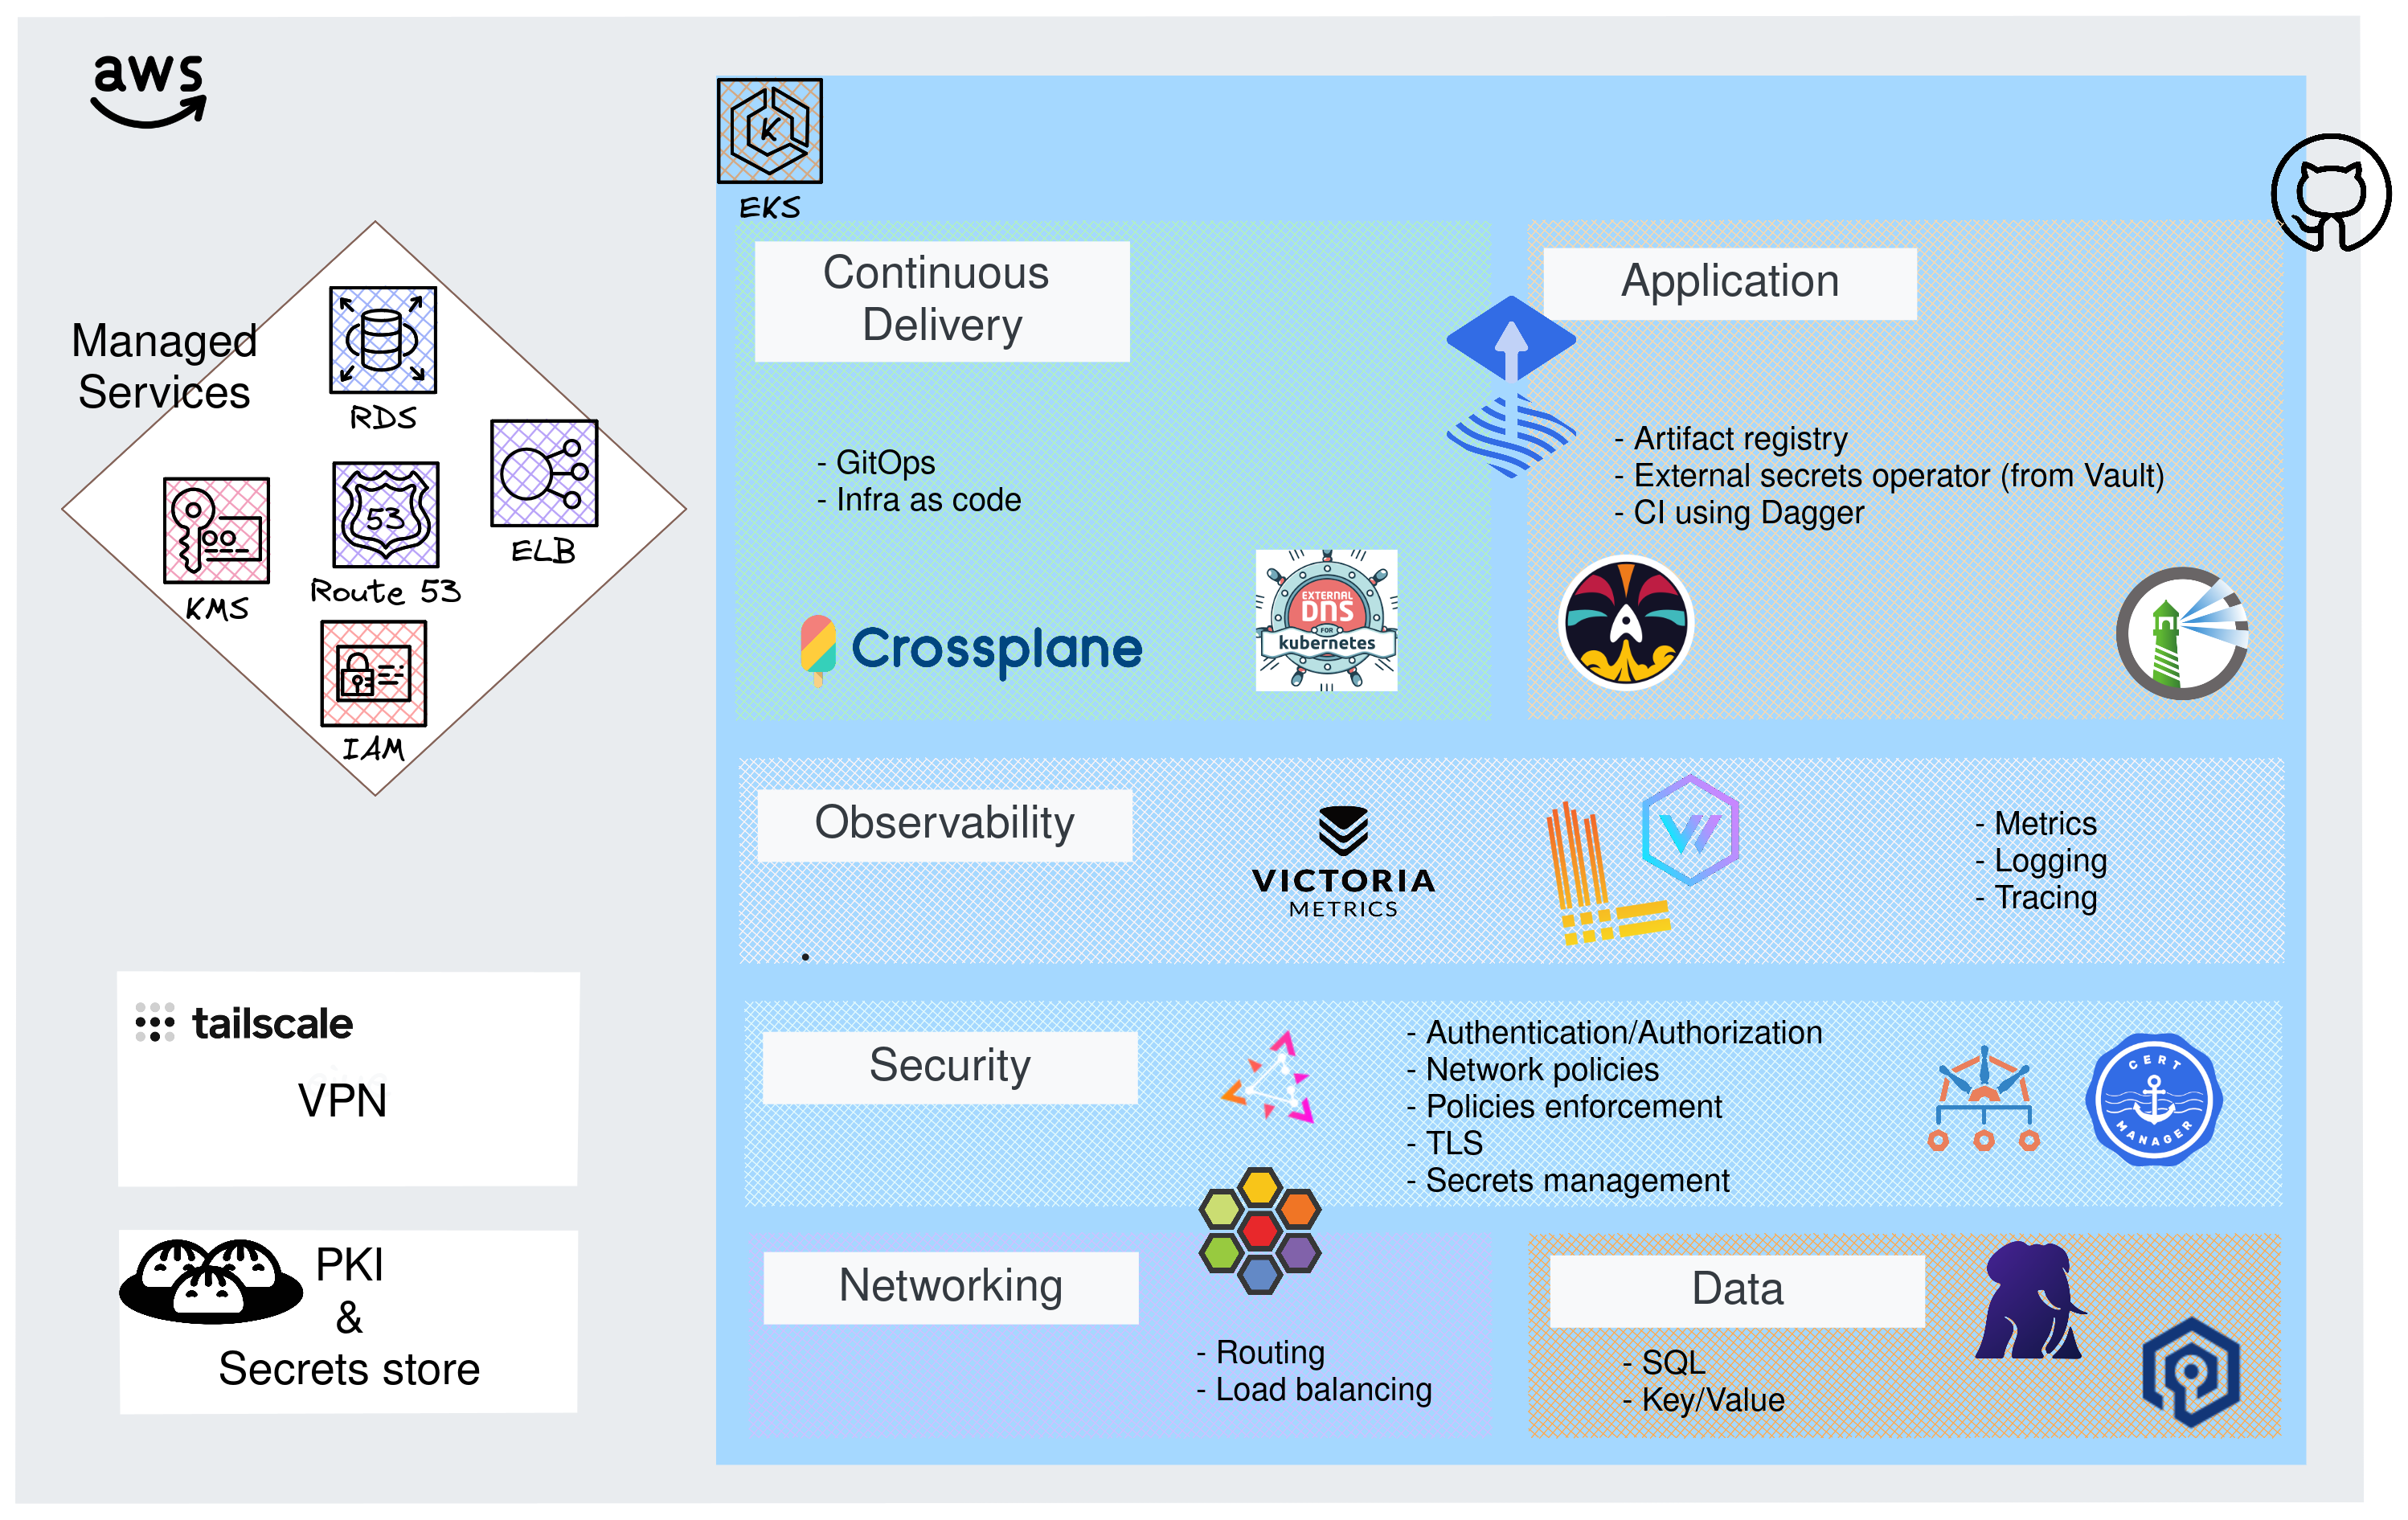 aws
Managed
Services
RDS
ELB
KMS
53
Route 53
IAM
tailscale
VPN
PKI
&
Secrets store
K
EKS
Continuous
Delivery
- GitOps
- Infra as code
Crossplane
EXTERNAL
DNS
FOR
kubernetes
Application
- Artifact registry
- External secrets operator (from Vault)
- CI using Dagger
Observability
VICTORIA
METRICS
- Metrics
- Logging
- Tracing
Security
- Authentication/Authorization
- Network policies
- Policies enforcement
- TLS
- Secrets management
CERT
MANAGER
Networking
- Routing
- Load balancing
Data
- SQL
- Key/Value